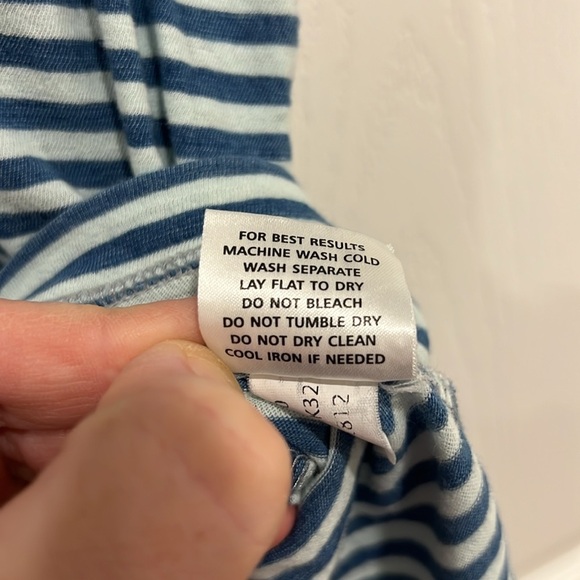 FOR BEST RESULTS
MACHINE WASH COLD
WASH SEPARATE
LAY FLAT TO DRY
DO NOT BLEACH
DO NOT TUMBLE DRY
DO NOT DRY CLEAN
COOL IRON IF NEEDED